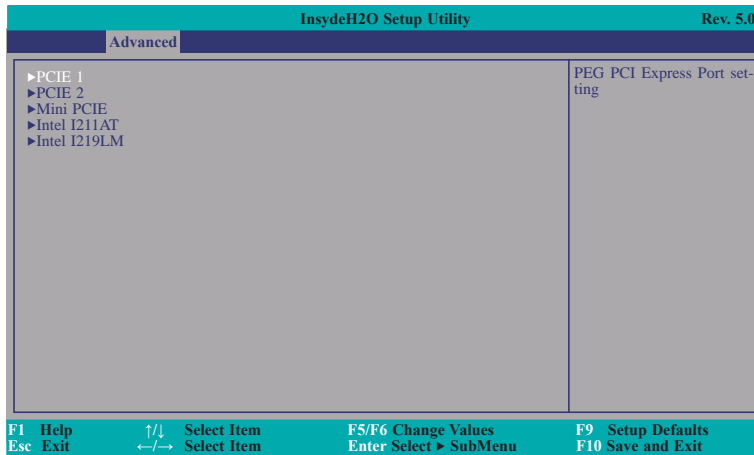 InsydeH2O Setup Utility Rev. 5.0
Advanced
►PCIE 1
►PCIE 2
►Mini PCIE
►Intel I211AT
►Intel I219LM
PEG PCI Express Port set-
ting
F1 Help ↑/↓ Select Item F5/F6 Change Values F9 Setup Defaults
Esc Exit ←/→ Select Item Enter Select ► SubMenu F10 Save and Exit